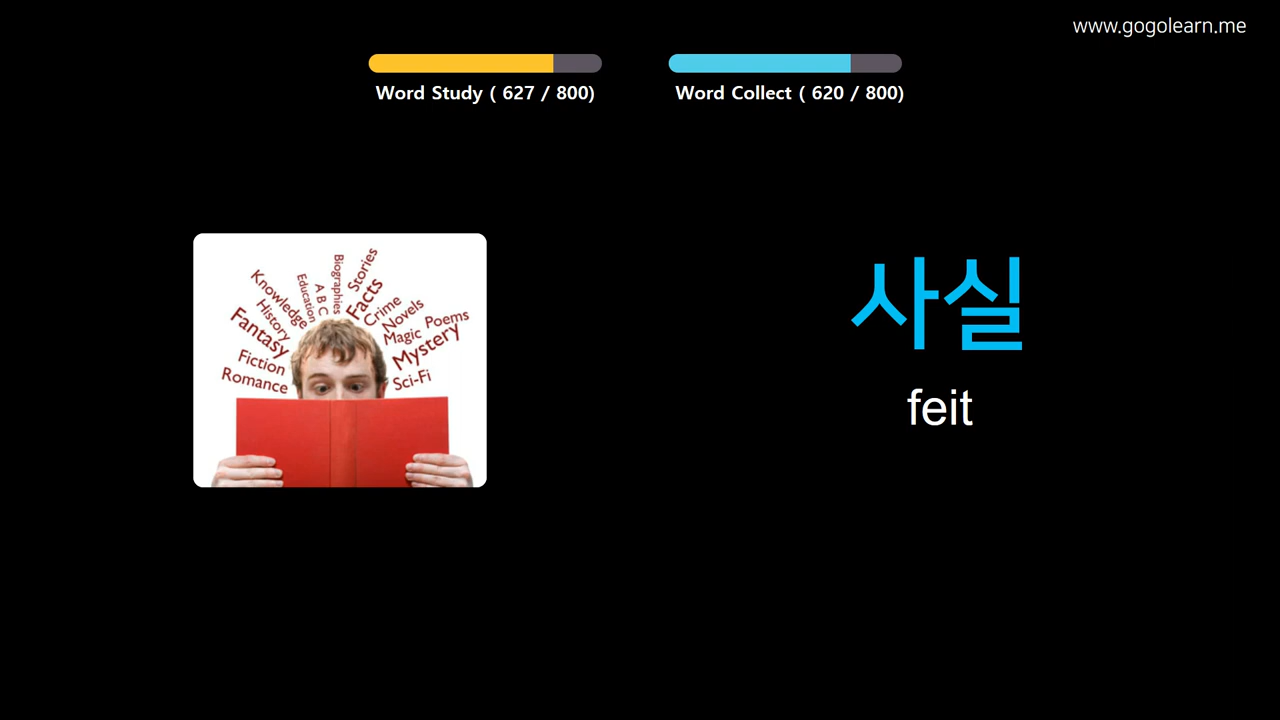 www.gogolearn.me
Word Study ( 627 / 800)
Word Collect ( 620 / 800)
Knowledge
History
Fantasy
Fiction
Romance
Education
A B C
Biographies
Stories
Facts
Crime
Novels
Magic
Poems
Mystery
Sci-Fi
사실
feit